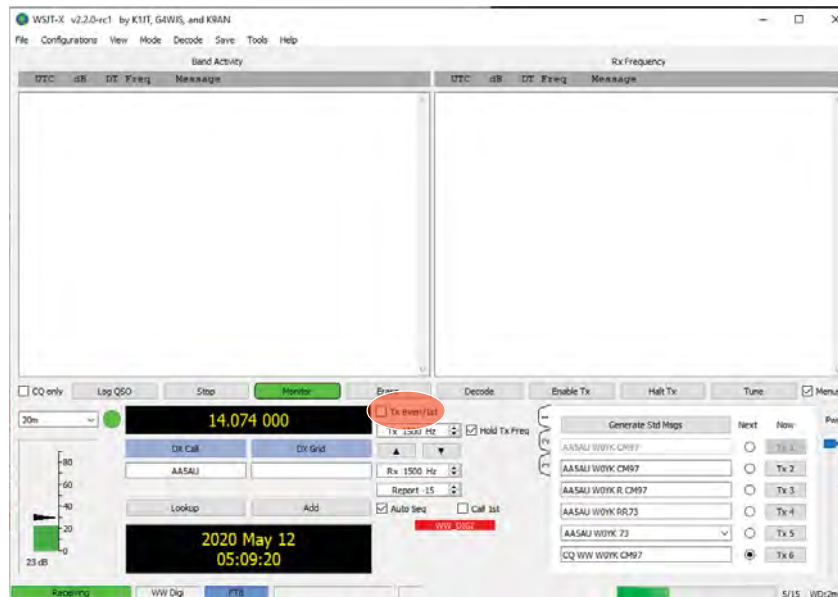 WSJT-X v2.2.0-rc1 by K1JT, G4WJS, and K9AN
File Configurations View Mode Decode Save Tools Help
Band Activity Rx Frequency
UTC dB DT Freq Message UTC dB DT Freq Message
CQ only Log QSO Stop Monitor Erase Decode Enable Tx Halt Tx Tune Menus
20m 14.074 000 Tx even/1st
Tx 1500 Hz Hold Tx Freq Generate Std Msgs Next Now Pwr
DX Call DX Grid AA5AU W0YK CM97 Tx 1
AA5AU Rx 1500 Hz AA5AU W0YK CM97 Tx 2
-80
-60 Report -15 AA5AU W0YK R CM97 Tx 3
-40 Lookup Add Auto Seq Call 1st AA5AU W0YK RR73 Tx 4
-20 WW_DIGI AA5AU W0YK 73 Tx 5
-0 2020 May 12 CQ WW W0YK CM97 Tx 6
23 dB 05:09:20
Receiving WW Digi FT8 5/15 WD:2m